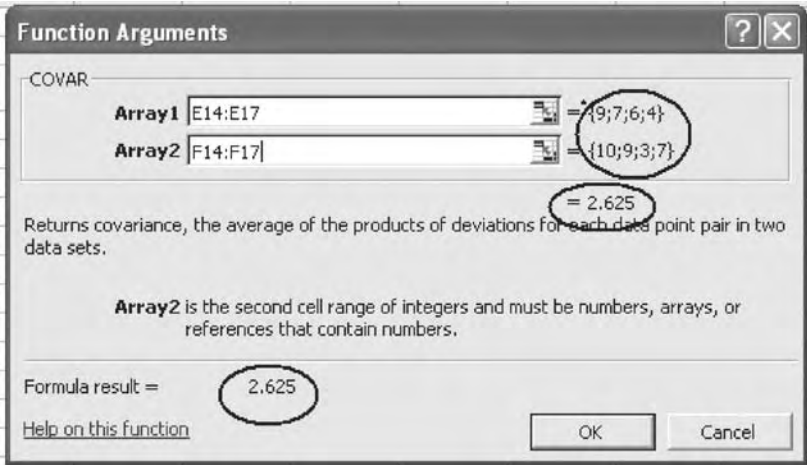 Function Arguments
COVAR
Array1 E14:E17 = {9;7;6;4}
Array2 F14:F17 = {10;9;3;7}
= 2.625
Returns covariance, the average of the products of deviations for each data point pair in two
data sets.
Array2 is the second cell range of integers and must be numbers, arrays, or
references that contain numbers.
Formula result = 2.625
Help on this function OK Cancel